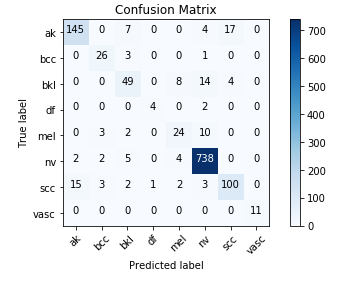 Confusion Matrix
ak 145 0 7 0 0 4 17 0
bcc 0 26 3 0 0 1 0 0
bkl 0 0 49 0 8 14 4 0
df 0 0 0 4 0 2 0 0
mel 0 3 2 0 24 10 0 0
nv 2 2 5 0 4 738 0 0
scc 15 3 2 1 2 3 100 0
vasc 0 0 0 0 0 0 0 11
ak bcc bkl df mel nv scc vasc
Predicted label
True label
700
600
500
400
300
200
100
0